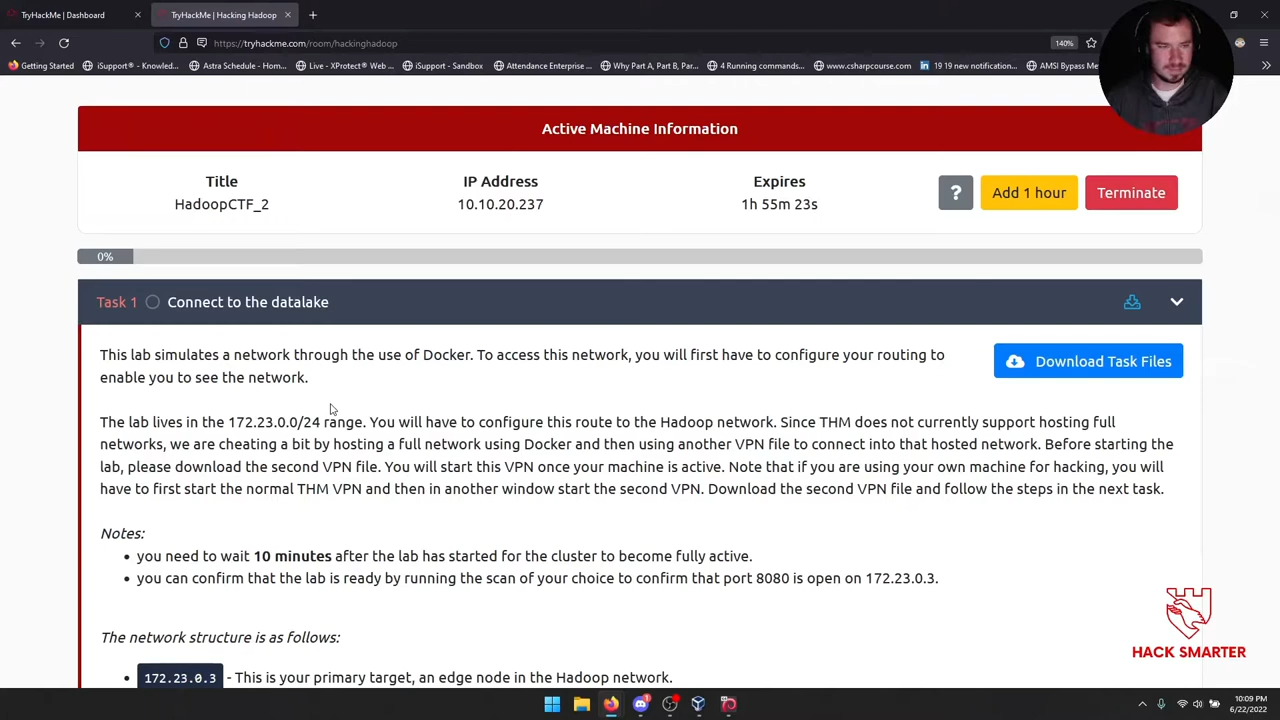 TryHackMe | Dashboard
TryHackMe | Hacking Hadoop
https://tryhackme.com/room/hackinghadoop
140%
Getting Started
iSupport® - Knowled...
Astra Schedule - Hom...
Live - XProtect® Web ...
iSupport - Sandbox
Attendance Enterprise ...
Why Part A, Part B, Par...
4 Running commands...
www.csharpcourse.com
19 19 new notification...
AMSI Bypass Me
Active Machine Information
Title
IP Address
Expires
HadoopCTF_2
10.10.20.237
1h 55m 23s
?
Add 1 hour
Terminate
0%
Task 1 Connect to the datalake
This lab simulates a network through the use of Docker. To access this network, you will first have to configure your routing to
enable you to see the network.
Download Task Files
The lab lives in the 172.23.0.0/24 range. You will have to configure this route to the Hadoop network. Since THM does not currently support hosting full
networks, we are cheating a bit by hosting a full network using Docker and then using another VPN file to connect into that hosted network. Before starting the
lab, please download the second VPN file. You will start this VPN once your machine is active. Note that if you are using your own machine for hacking, you will
have to first start the normal THM VPN and then in another window start the second VPN. Download the second VPN file and follow the steps in the next task.
Notes:
• you need to wait 10 minutes after the lab has started for the cluster to become fully active.
• you can confirm that the lab is ready by running the scan of your choice to confirm that port 8080 is open on 172.23.0.3.
The network structure is as follows:
• 172.23.0.3 - This is your primary target, an edge node in the Hadoop network.
HACK SMARTER
10:09 PM
6/22/2022